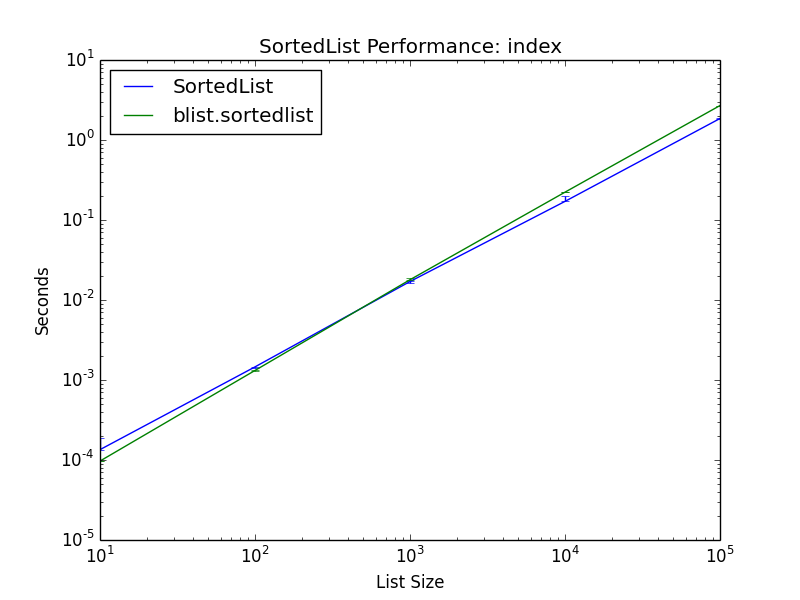 SortedList Performance: index
SortedList
blist.sortedlist
10^1
10^0
10^-1
10^-2
10^-3
10^-4
10^-5
Seconds
10^1 10^2 10^3 10^4 10^5
List Size